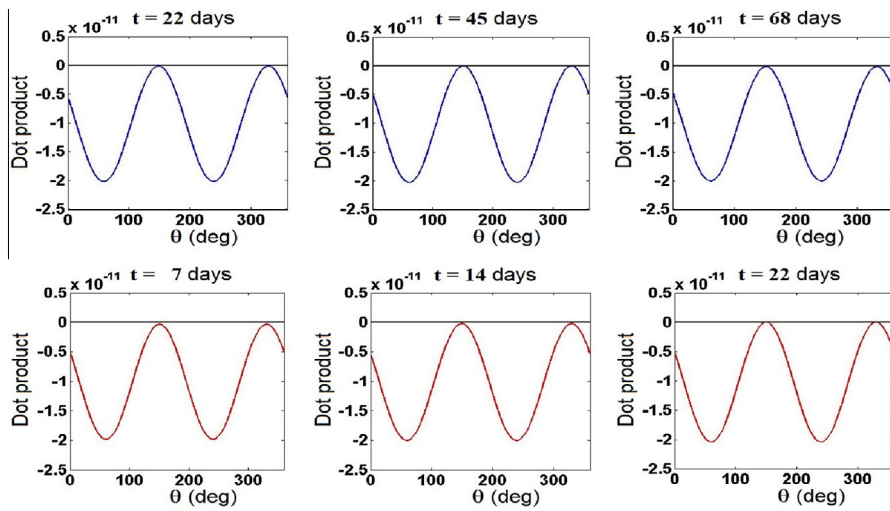 t = 22 days
x 10-11
0.5
0
-0.5
-1
-1.5
-2
-2.5
Dot product
0 100 200 300
θ (deg)
t = 45 days
x 10-11
0.5
0
-0.5
-1
-1.5
-2
-2.5
Dot product
0 100 200 300
θ (deg)
t = 68 days
x 10-11
0.5
0
-0.5
-1
-1.5
-2
-2.5
Dot product
0 100 200 300
θ (deg)
t = 7 days
x 10-11
0.5
0
-0.5
-1
-1.5
-2
-2.5
Dot product
0 100 200 300
θ (deg)
t = 14 days
x 10-11
0.5
0
-0.5
-1
-1.5
-2
-2.5
Dot product
0 100 200 300
θ (deg)
t = 22 days
x 10-11
0.5
0
-0.5
-1
-1.5
-2
-2.5
Dot product
0 100 200 300
θ (deg)